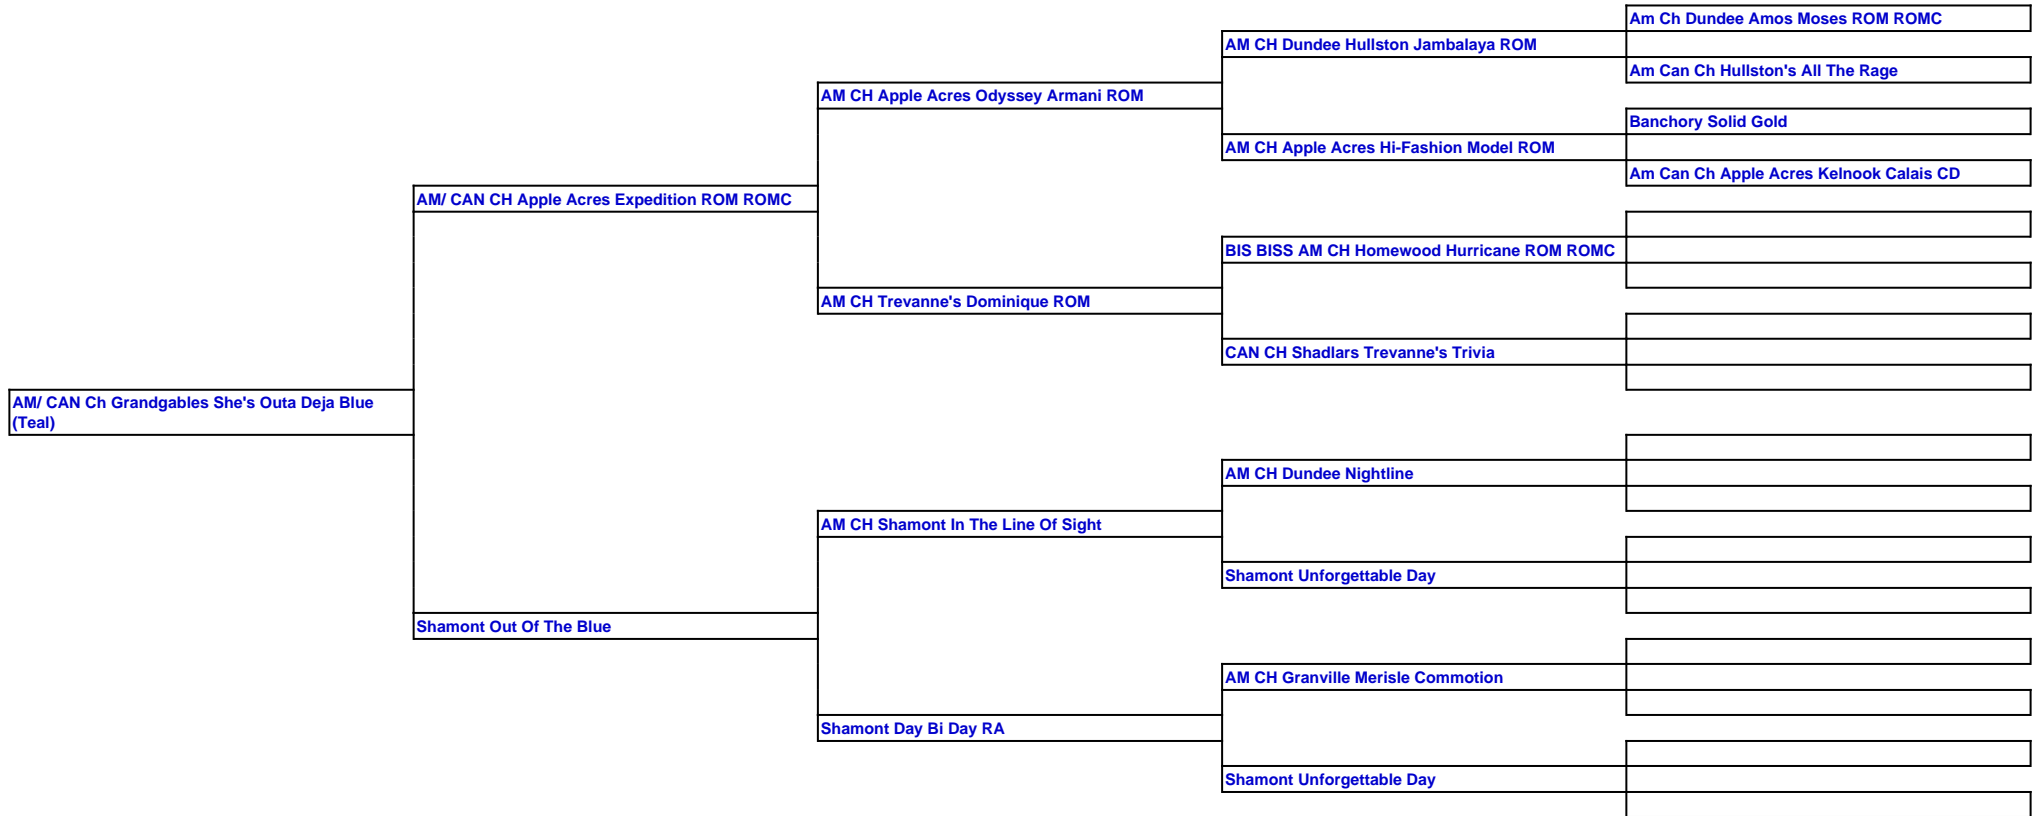 Am Ch Dundee Amos Moses ROM ROMC
AM CH Dundee Hullston Jambalaya ROM
Am Can Ch Hullston's All The Rage
AM CH Apple Acres Odyssey Armani ROM
Banchory Solid Gold
AM CH Apple Acres Hi-Fashion Model ROM
Am Can Ch Apple Acres Kelnook Calais CD
AM/ CAN CH Apple Acres Expedition ROM ROMC
BIS BISS AM CH Homewood Hurricane ROM ROMC
AM CH Trevanne's Dominique ROM
CAN CH Shadlars Trevanne's Trivia
AM/ CAN Ch Grandgables She's Outa Deja Blue
(Teal)
AM CH Dundee Nightline
AM CH Shamont In The Line Of Sight
Shamont Unforgettable Day
Shamont Out Of The Blue
AM CH Granville Merisle Commotion
Shamont Day Bi Day RA
Shamont Unforgettable Day